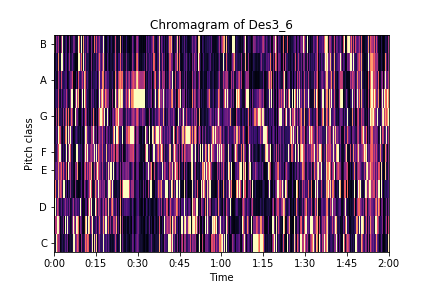 Chromagram of Des3_6
B
A
G
F
E
D
C
Pitch class
0:00 0:15 0:30 0:45 1:00 1:15 1:30 1:45 2:00
Time